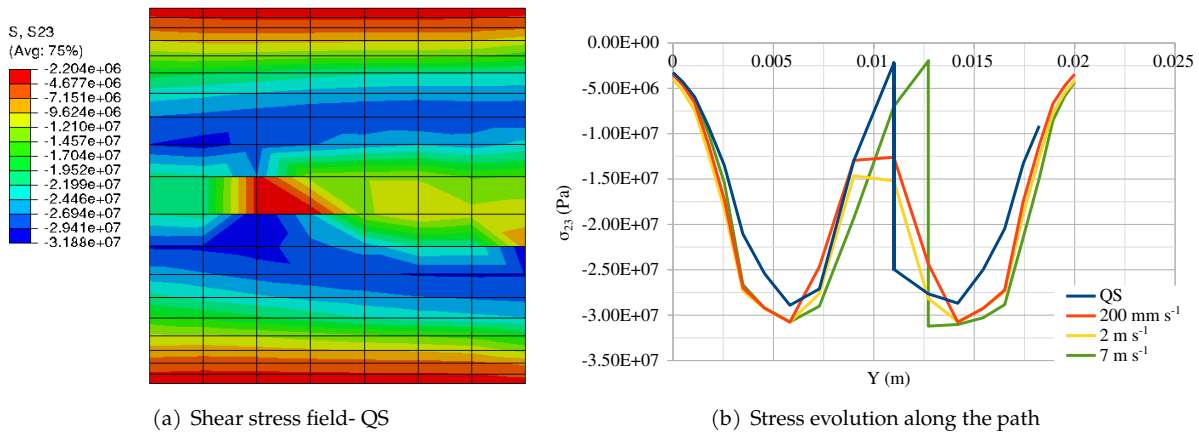 S, S23
(Avg: 75%)
-2.204e+06
-4.677e+06
-7.151e+06
-9.624e+06
-1.210e+07
-1.457e+07
-1.704e+07
-1.952e+07
-2.199e+07
-2.446e+07
-2.694e+07
-2.941e+07
-3.188e+07
(a) Shear stress field- QS
0.00E+00
-5.00E+06
-1.00E+07
-1.50E+07
-2.00E+07
-2.50E+07
-3.00E+07
-3.50E+07
σ23 (Pa)
0 0.005 0.01 0.015 0.02 0.025
QS
200 mm s-1
2 m s-1
7 m s-1
Y (m)
(b) Stress evolution along the path